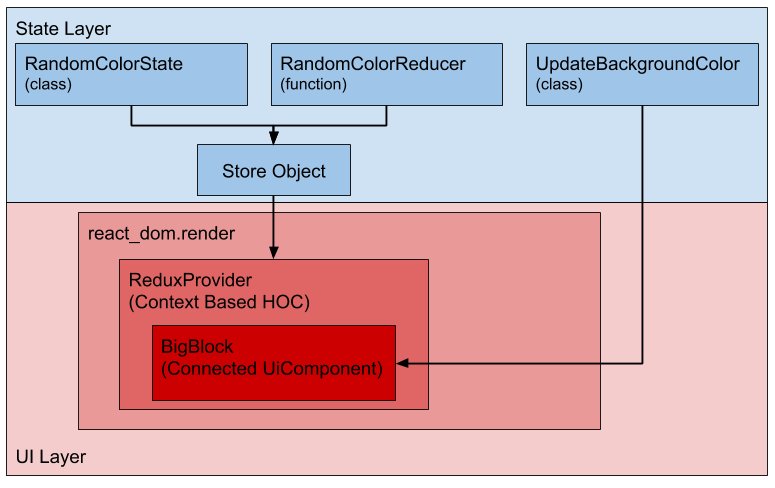 State Layer
RandomColorState
(class)
RandomColorReducer
(function)
UpdateBackgroundColor
(class)
Store Object
react_dom.render
ReduxProvider
(Context Based HOC)
BigBlock
(Connected UiComponent)
UI Layer